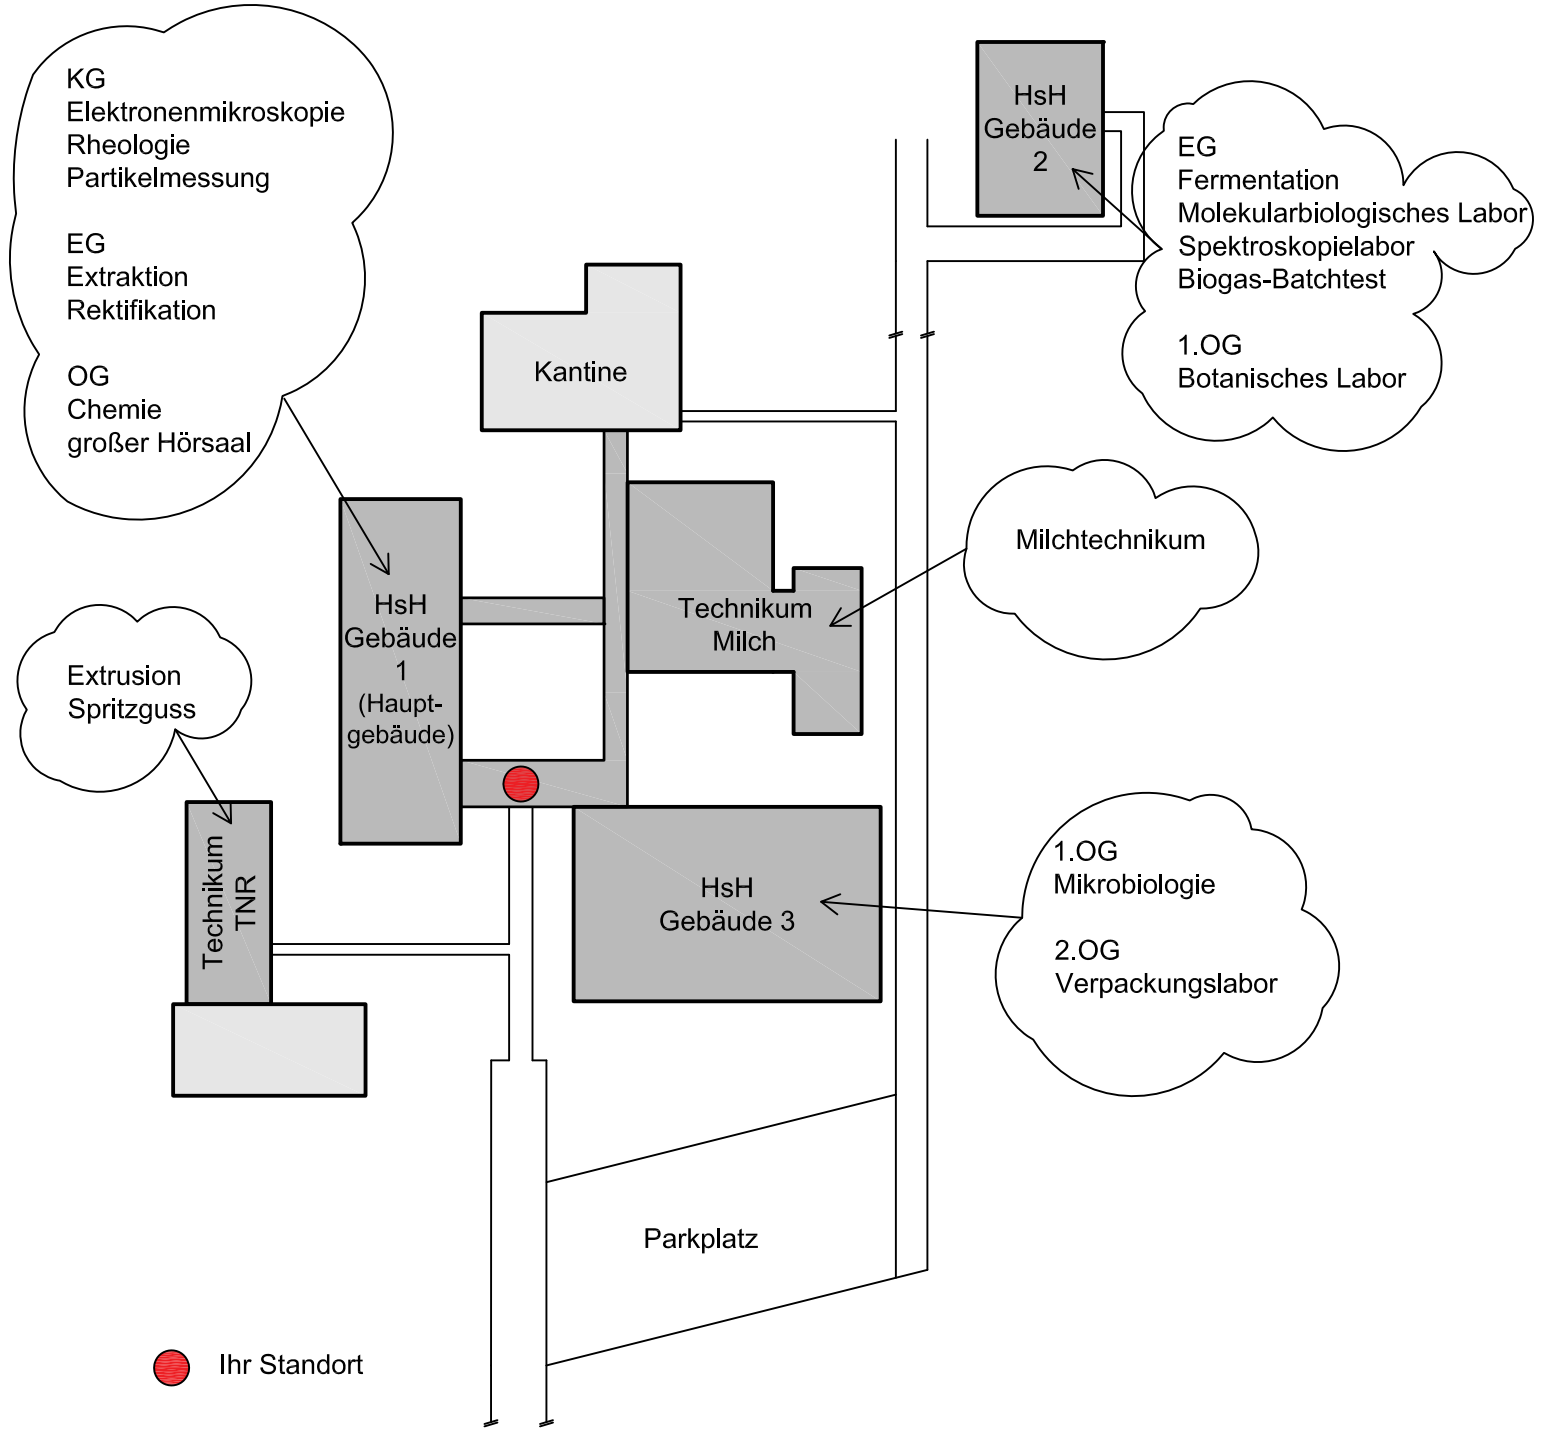 KG
Elektronenmikroskopie
Rheologie
Partikelmessung
EG
Extraktion
Rektifikation
OG
Chemie
großer Hörsaal
HsH
Gebäude
2
EG
Fermentation
Molekularbiologisches Labor
Spektroskopielabor
Biogas-Batchtest
1.OG
Botanisches Labor
Kantine
Milchtechnikum
HsH
Gebäude
1
(Haupt-
gebäude)
Technikum
Milch
Extrusion
Spritzguss
Technikum
TNR
HsH
Gebäude 3
1.OG
Mikrobiologie
2.OG
Verpackungslabor
Parkplatz
Ihr Standort